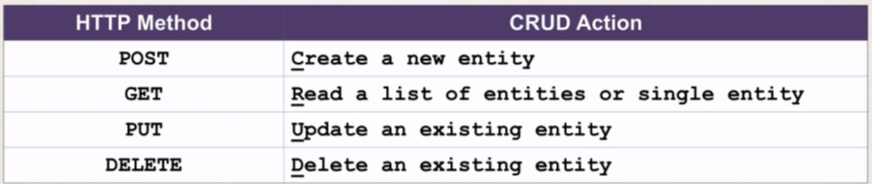 HTTP Method CRUD Action
POST Create a new entity
GET Read a list of entities or single entity
PUT Update an existing entity
DELETE Delete an existing entity